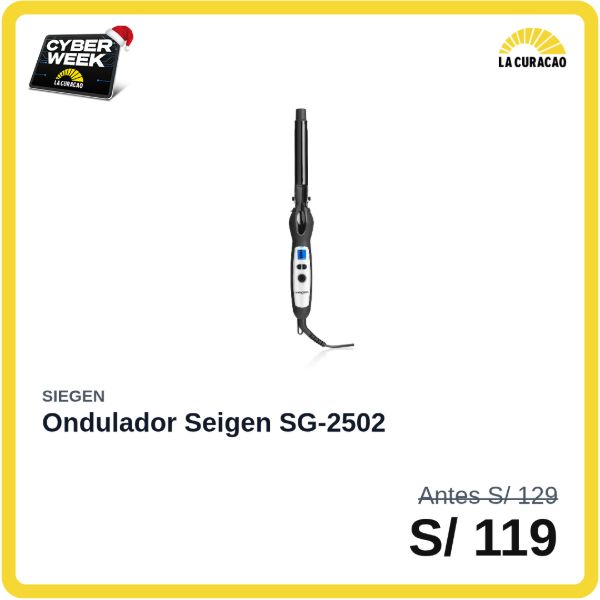 CYBER
WEEK
LA CURACAO
LA CURACAO
SIEGEN
Ondulador Seigen SG-2502
Antes S/ 129
S/ 119